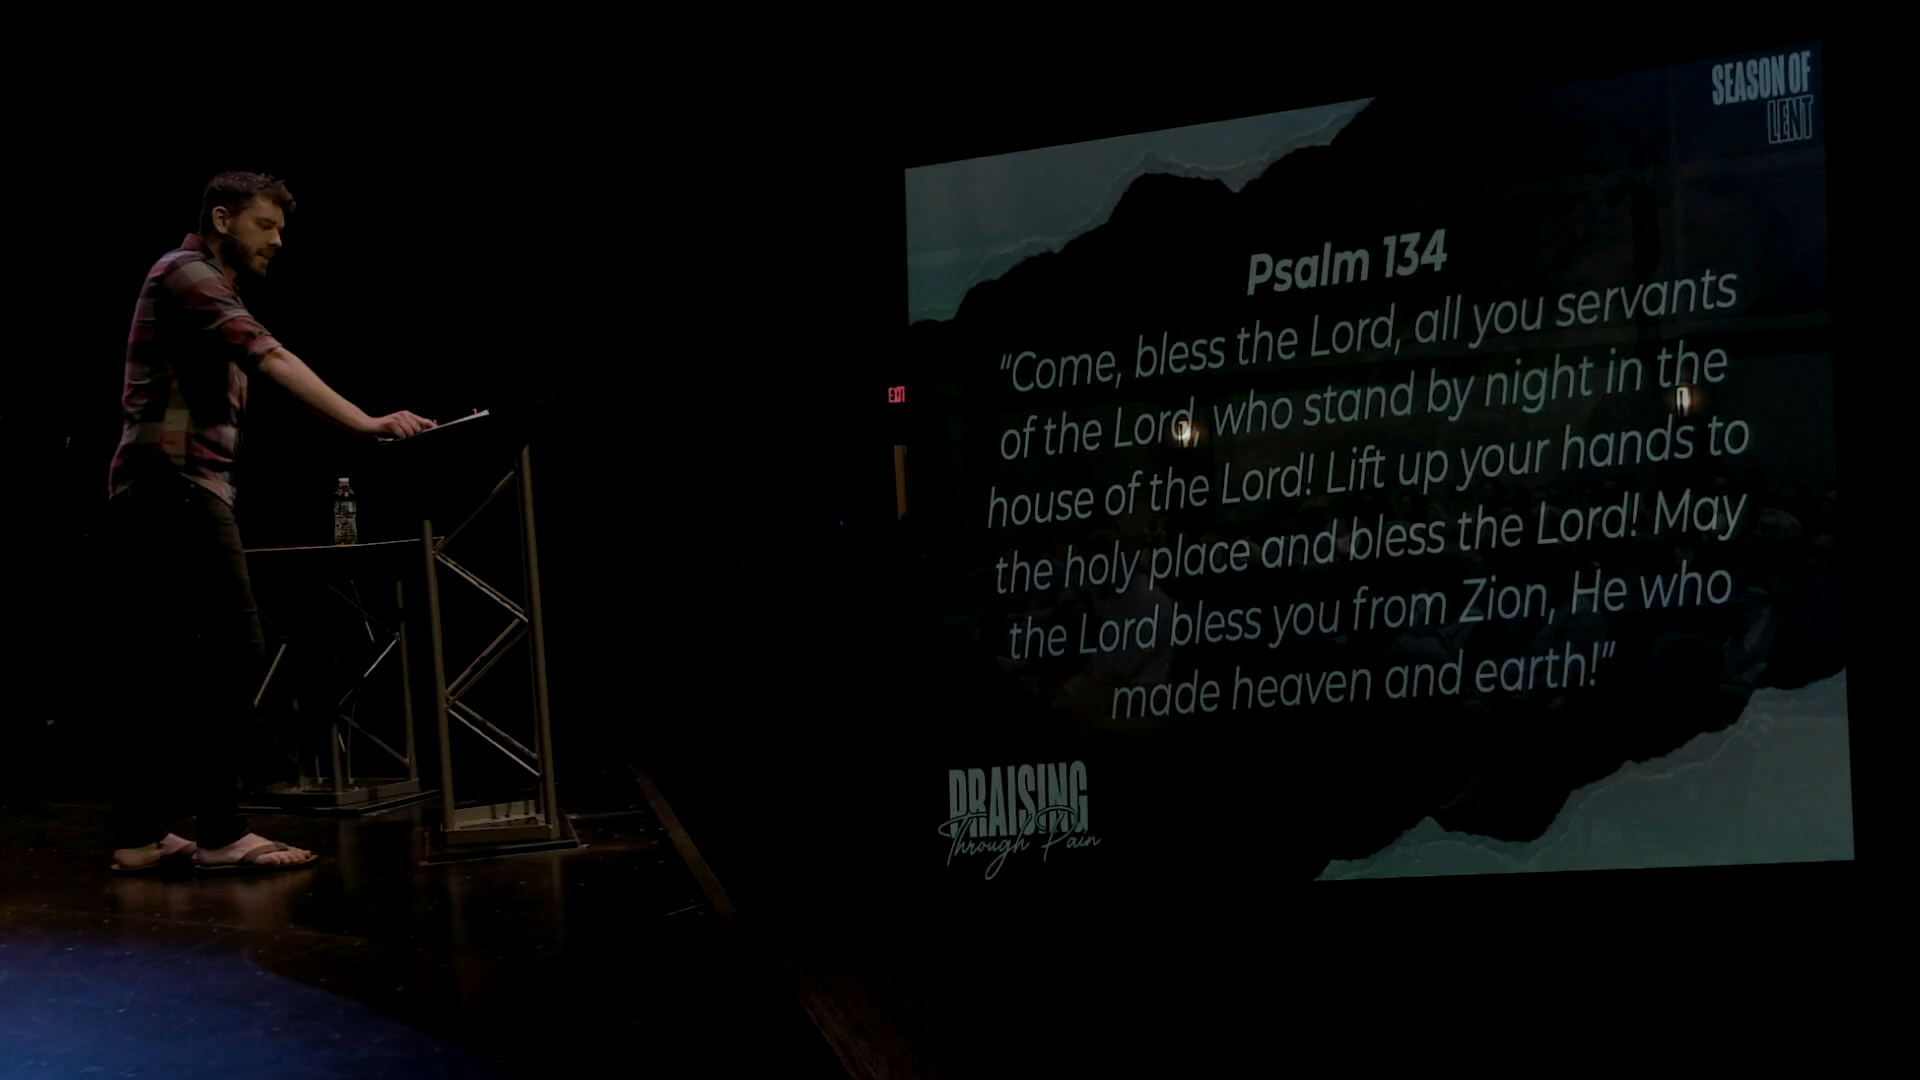 SEASON OF
LENT
Psalm 134
“Come, bless the Lord, all you servants
of the Lord, who stand by night in the
house of the Lord! Lift up your hands to
the holy place and bless the Lord! May
the Lord bless you from Zion, He who
made heaven and earth!”
EXIT
PRAISING
Through Pain